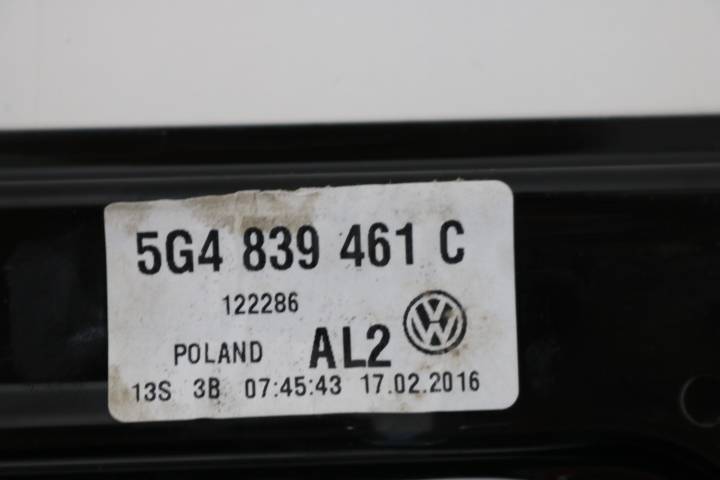 5G4 839 461 C
122286
POLAND AL2
13S 3B 07:45:43 17.02.2016